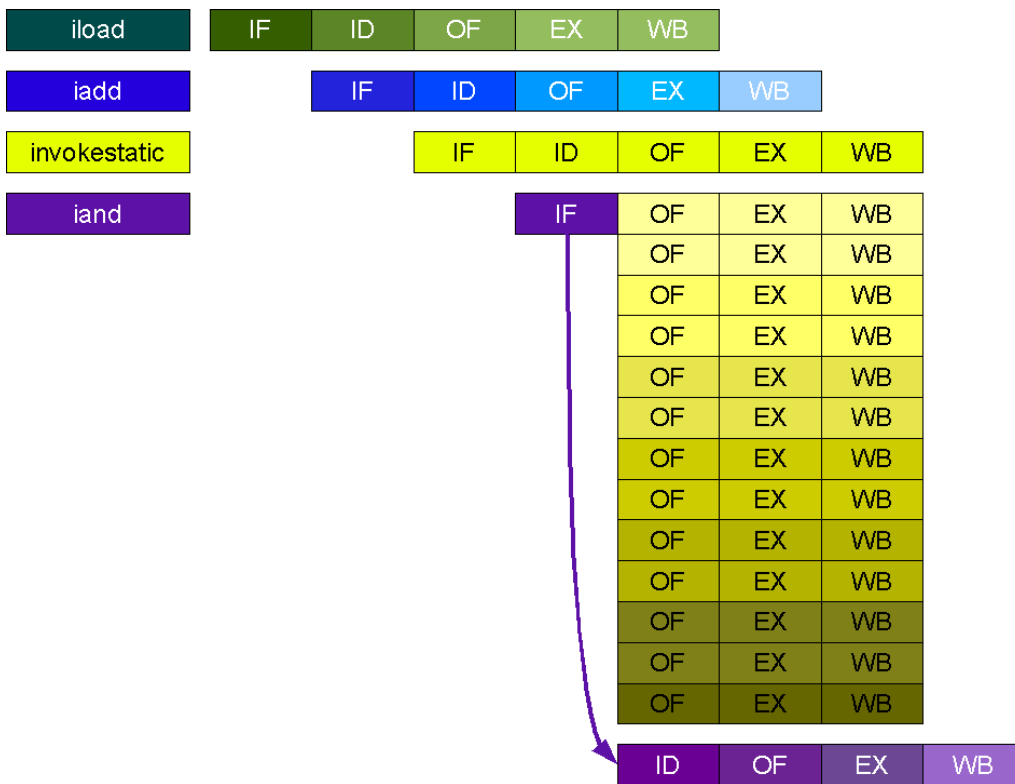 iload IF ID OF EX WB
iadd IF ID OF EX WB
invokestatic IF ID OF EX WB
iand IF OF EX WB
OF EX WB
OF EX WB
OF EX WB
OF EX WB
OF EX WB
OF EX WB
OF EX WB
OF EX WB
OF EX WB
OF EX WB
OF EX WB
OF EX WB
ID OF EX WB